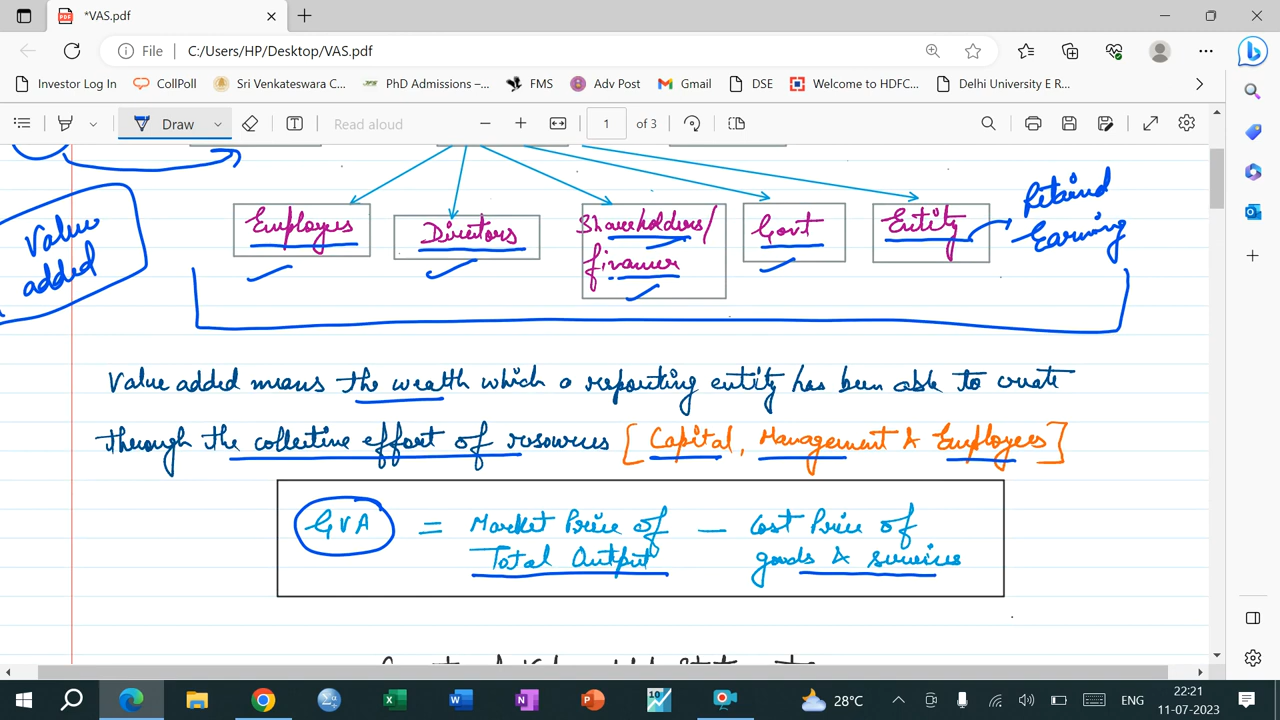 *VAS.pdf
File C:/Users/HP/Desktop/VAS.pdf
Investor Log In CollPoll Sri Venkateswara C... PhD Admissions –... FMS Adv Post Gmail DSE Welcome to HDFC... Delhi University E R...
Draw Read aloud 1 of 3
Value added
Employees Directors Shareholders/ financer Govt Entity Retained Earning
Value added means the wealth which a reporting entity has been able to create
through the collective effort of resources [Capital, Management & Employees]
GVA = Market Price of Total Output — Cost Price of goods & services
28°C ENG 22:21
11-07-2023